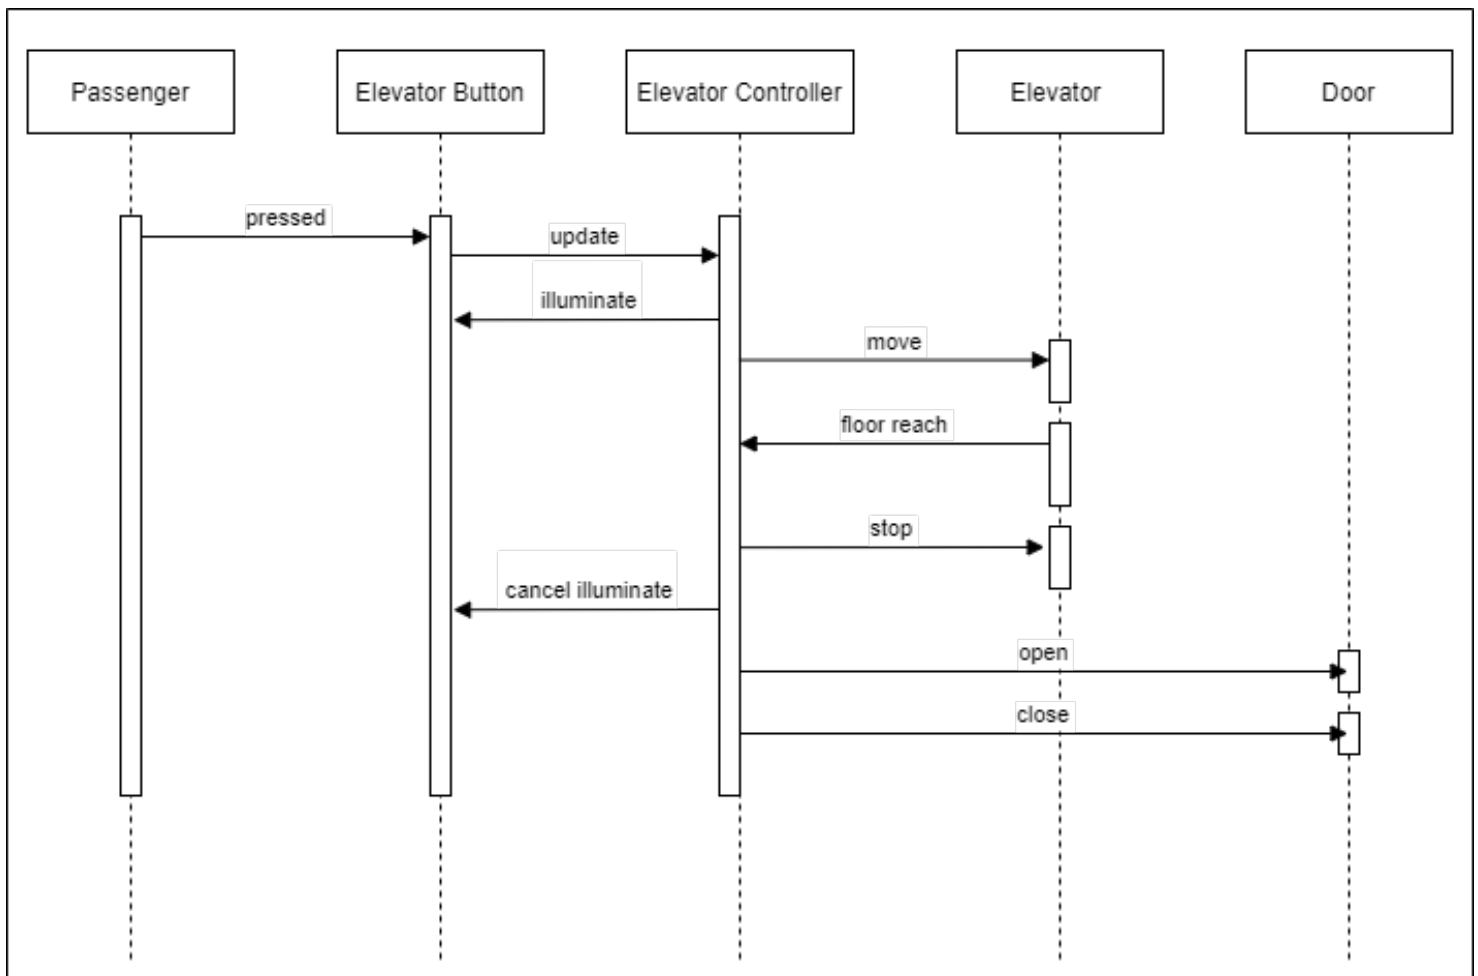 Passenger
Elevator Button
Elevator Controller
Elevator
Door
pressed
update
illuminate
move
floor reach
stop
cancel illuminate
open
close